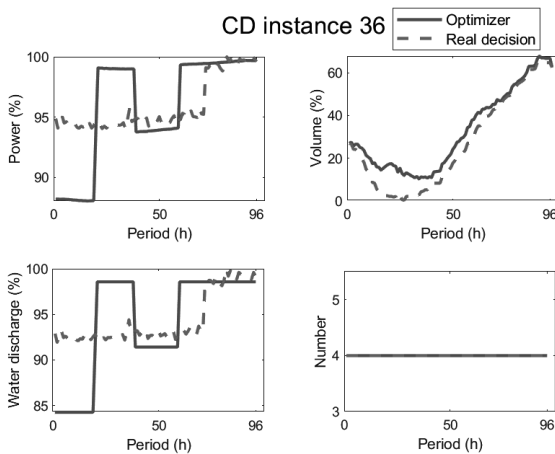 CD instance 36
Optimizer
Real decision
100
95
90
Power (%)
0
50
96
Period (h)
60
40
20
0
Volume (%)
0
50
96
Period (h)
100
95
90
85
Water discharge (%)
0
50
96
Period (h)
5
4
3
Number
0
50
96
Period (h)